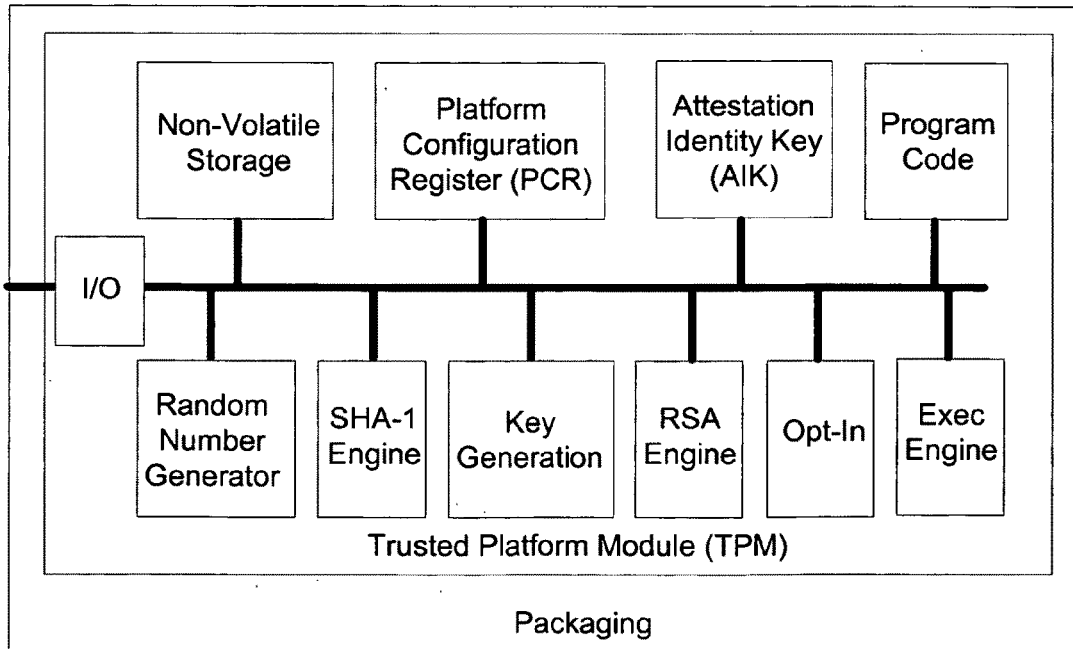 Non-Volatile
Storage
Platform
Configuration
Register (PCR)
Attestation
Identity Key
(AIK)
Program
Code
I/O
Random
Number
Generator
SHA-1
Engine
Key
Generation
RSA
Engine
Opt-In
Exec
Engine
Trusted Platform Module (TPM)
Packaging